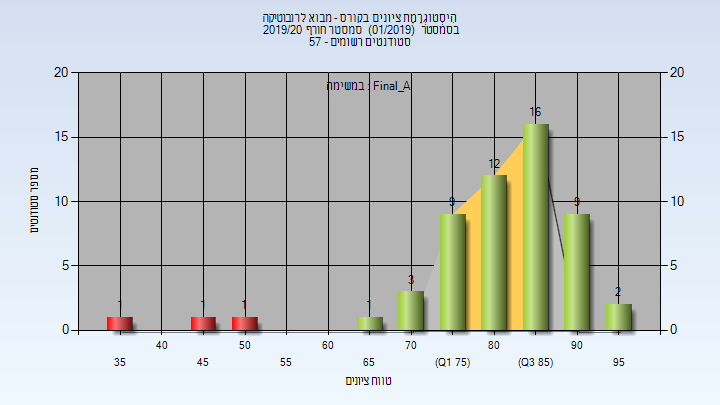 היסטוגרמת ציונים בקורס - מבוא לרובוטיקה
בסמסטר (01/2019) סמסטר חורף 2019/20
סטודנטים רשומים - 57
במשימה : Final_A
מספר סטודנטים
20 20
15 15
10 10
5 5
0 0
1 1 1 1 3 9 12 16 9 2
40 50 60 70 80 90
35 45 55 65 (Q1 75) (Q3 85) 95
טווח ציונים